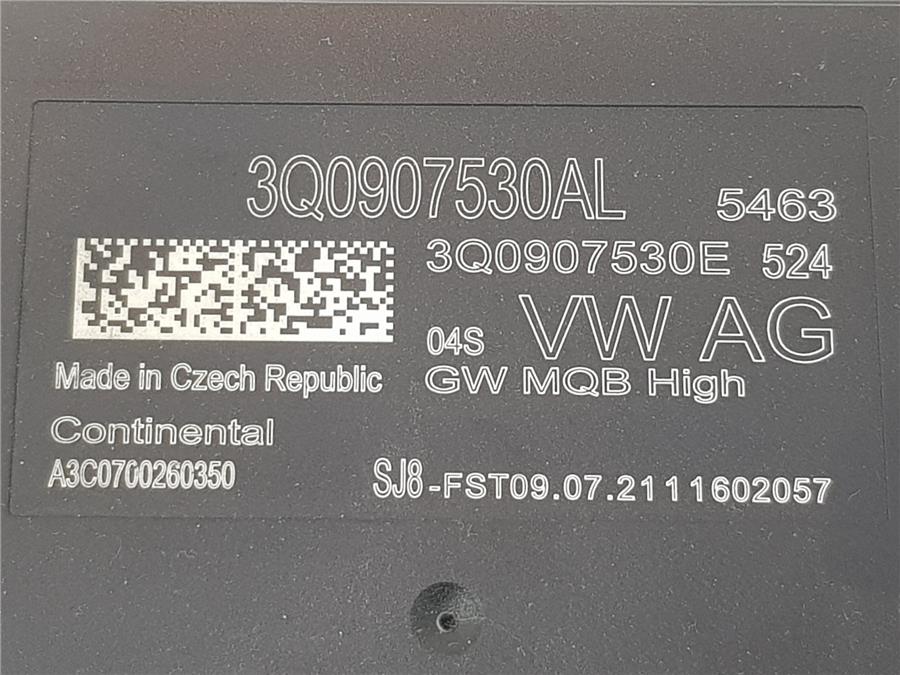 3Q0907530AL 5463
3Q0907530E 524
04S VW AG
Made in Czech Republic GW MQB High
Continental
A3C0700260350 SJ8-FST09.07.2111602057